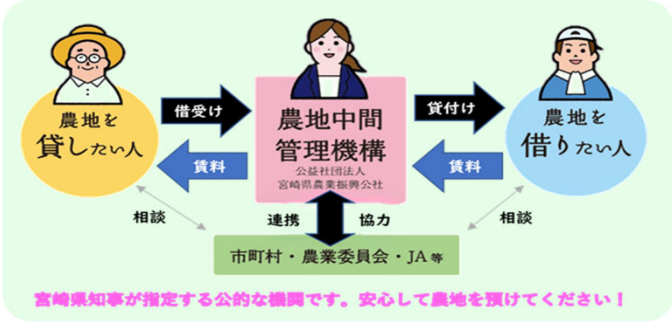 農地を
貸したい人
借受け
賃料
農地中間
管理機構
公益社団法人
宮崎県農業振興公社
貸付け
賃料
農地を
借りたい人
相談
連携
協力
相談
市町村・農業委員会・JA等
宮崎県知事が指定する公的な機関です。安心して農地を預けてください！